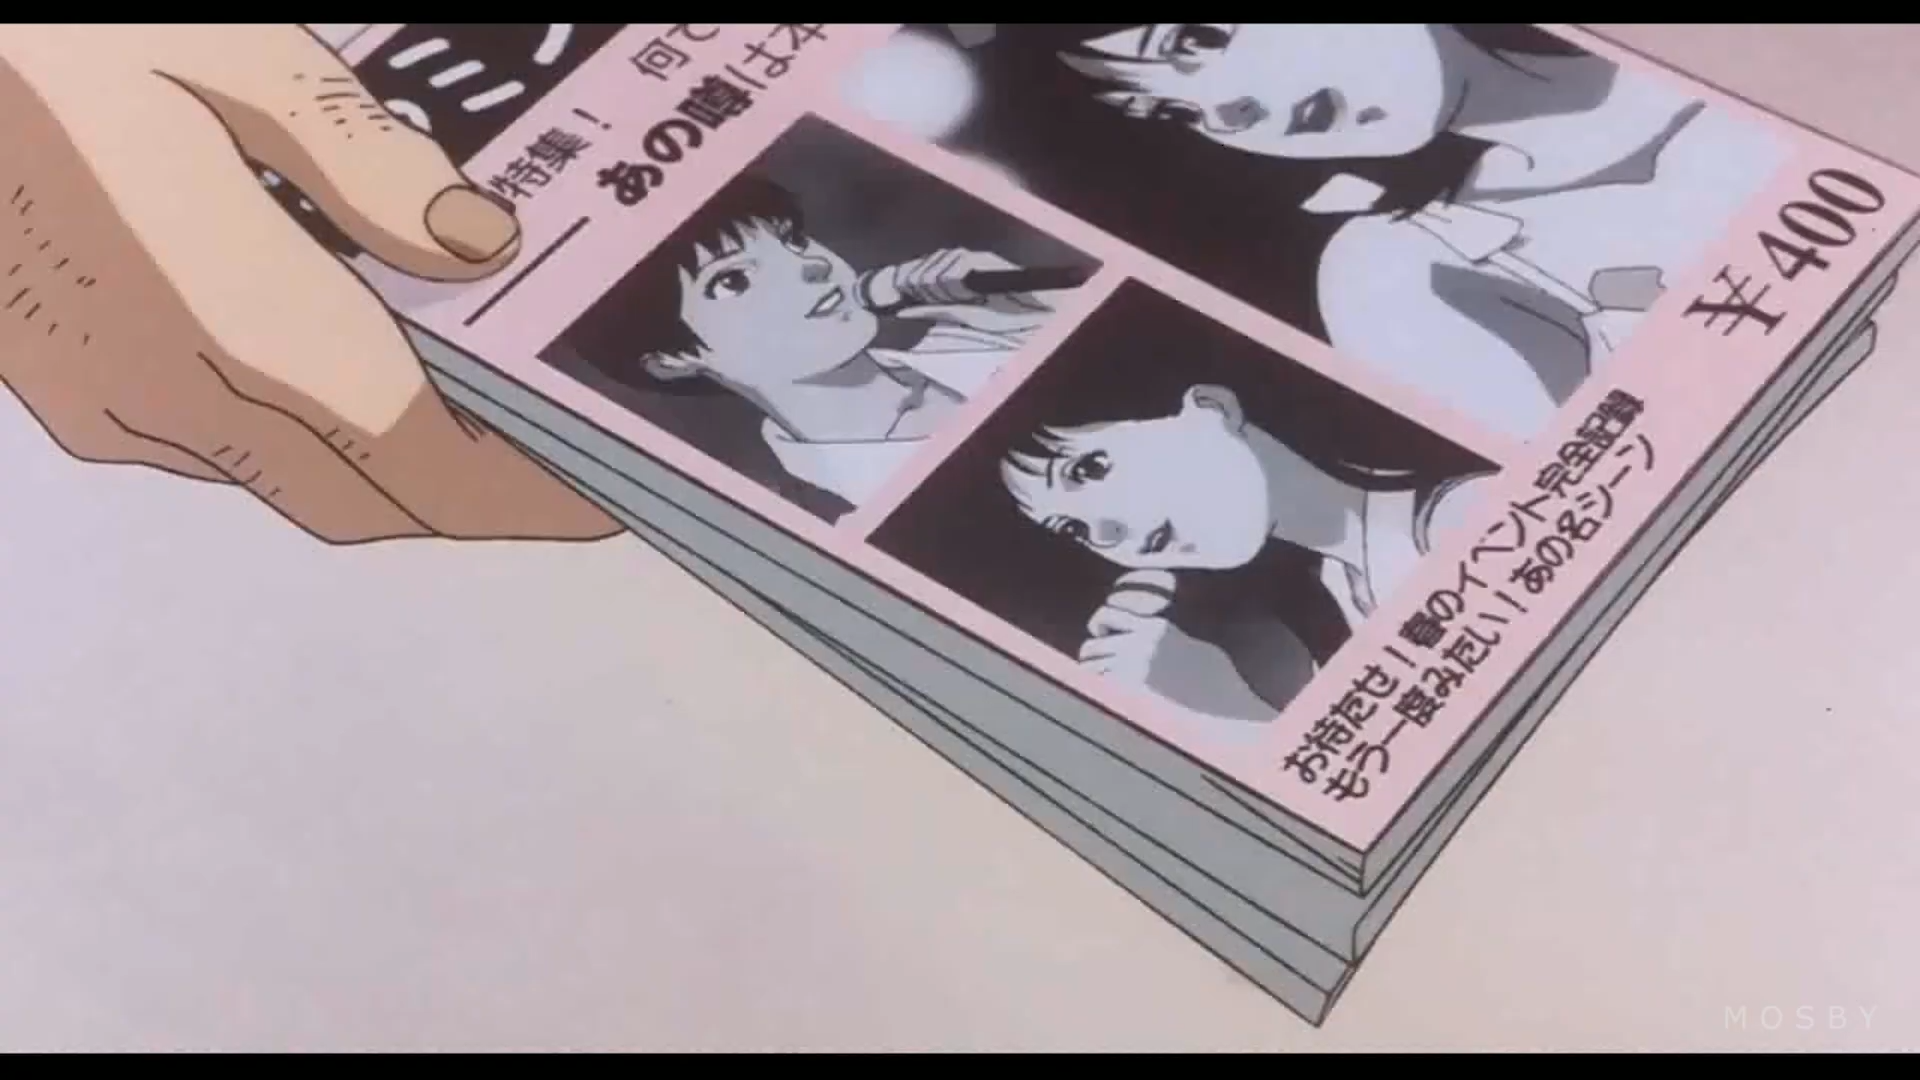 ミ
特集! 何で
あの噂は本
¥400
お待たせ!春のイベント完全記録
もう一度みたい!あの名シーン
MOSBY